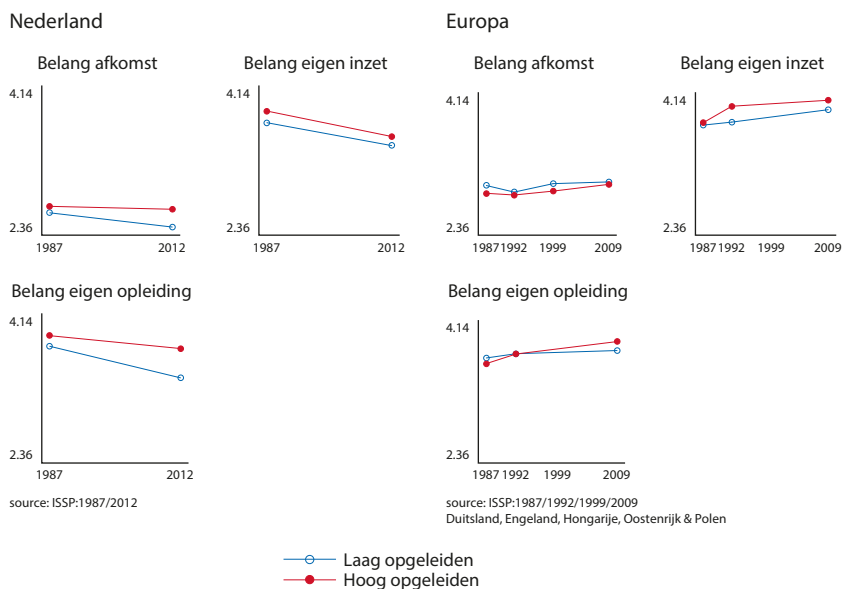 Nederland
Belang afkomst
4.14
2.36
1987 2012
Belang eigen inzet
4.14
2.36
1987 2012
Belang eigen opleiding
4.14
2.36
1987 2012
source: ISSP:1987/2012
Europa
Belang afkomst
4.14
2.36
1987 1992 1999 2009
Belang eigen inzet
4.14
2.36
1987 1992 1999 2009
Belang eigen opleiding
4.14
2.36
1987 1992 1999 2009
source: ISSP:1987/1992/1999/2009
Duitsland, Engeland, Hongarije, Oostenrijk & Polen
Laag opgeleiden
Hoog opgeleiden